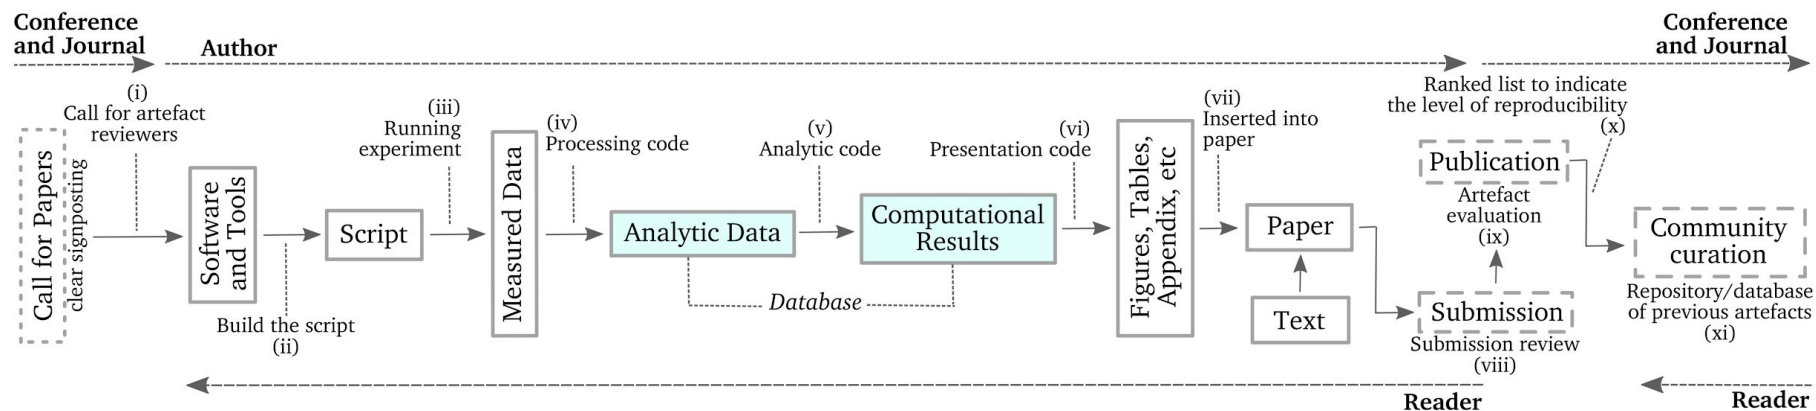 Conference
and Journal
Author
Conference
and Journal
(i)
Call for artefact
reviewers
Call for Papers
clear signposting
Software
and Tools
Build the script
(ii)
Script
(iii)
Running
experiment
Measured Data
(iv)
Processing code
Analytic Data
(v)
Analytic code
Computational
Results
Database
(vi)
Presentation code
Figures, Tables,
Appendix, etc
(vii)
Inserted into
paper
Paper
Text
Ranked list to indicate
the level of reproducibility
(x)
Publication
Artefact
evaluation
(ix)
Submission
Submission review
(viii)
Community
curation
Repository/database
of previous artefacts
(xi)
Reader
Reader